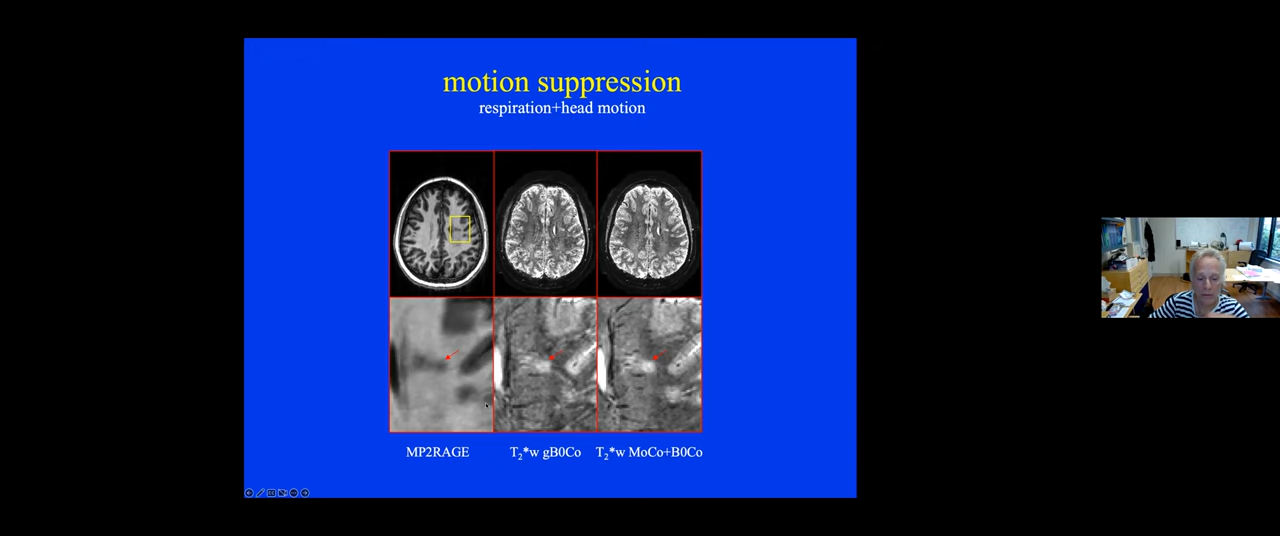 motion suppression
respiration+head motion
MP2RAGE
T2*w gB0Co
T2*w MoCo+B0Co